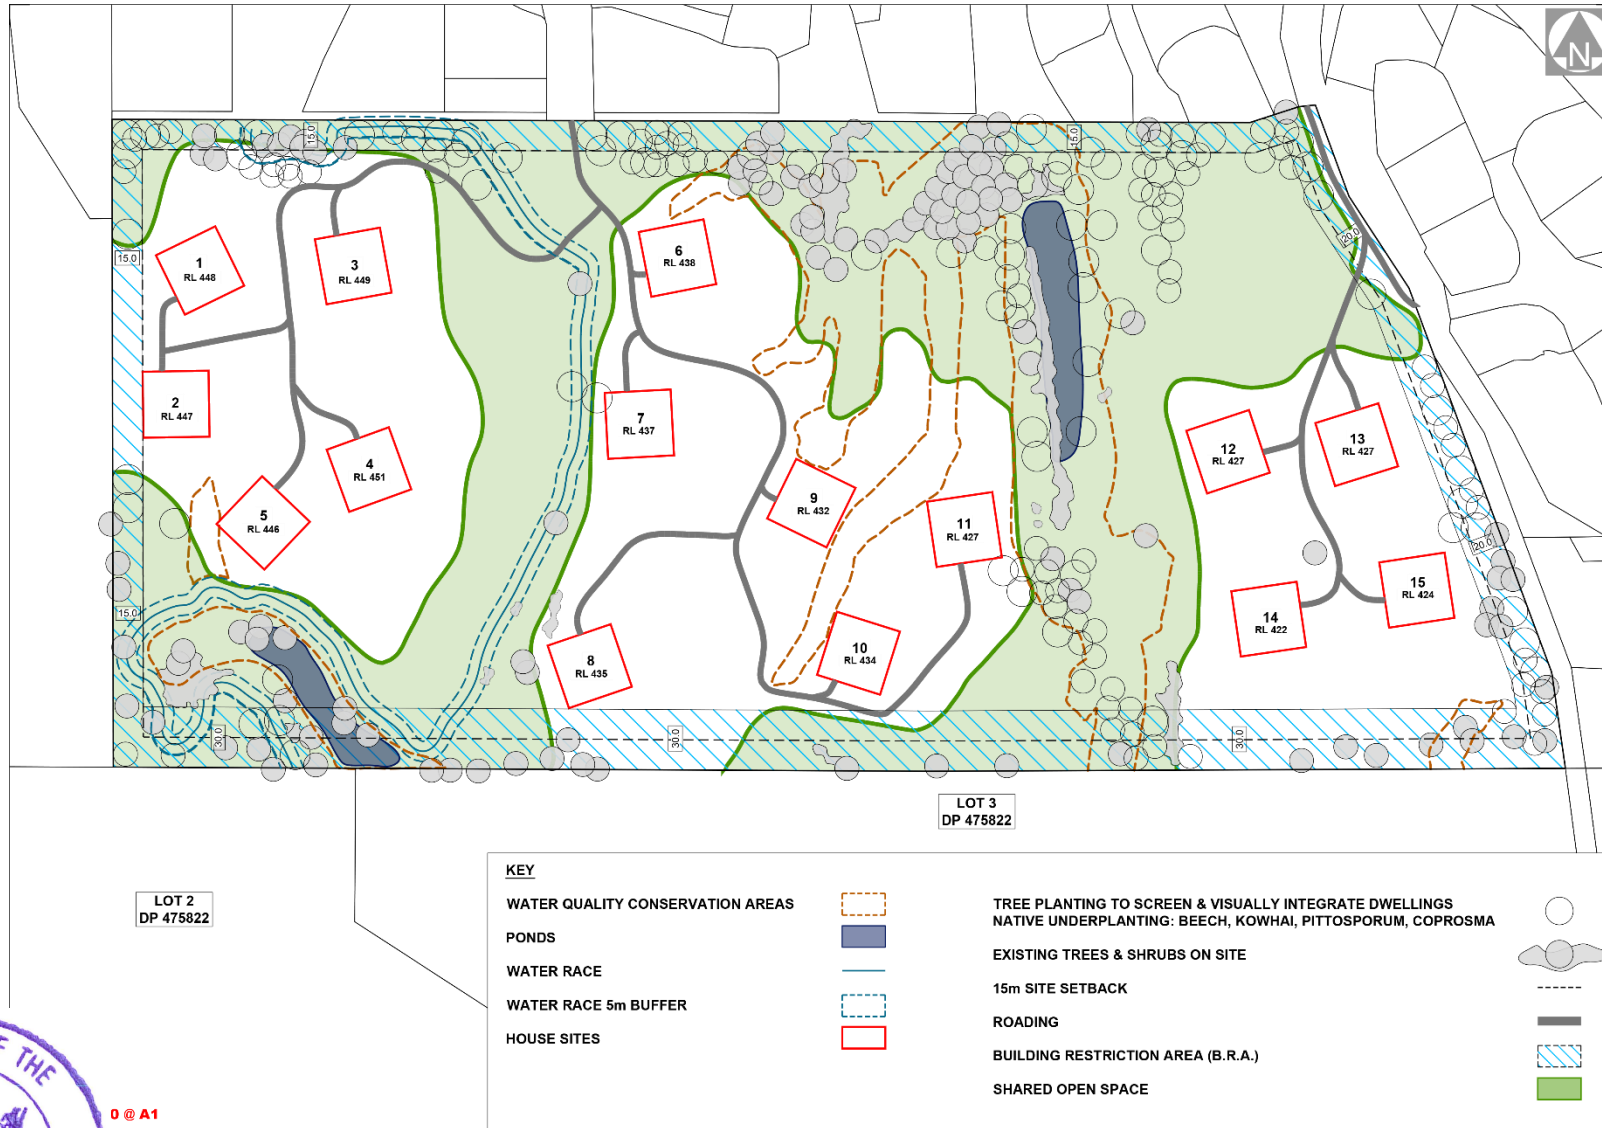 N
15.0
15.0
20.0
15.0
1
RL 448
3
RL 449
6
RL 438
2
RL 447
7
RL 437
12
RL 427
13
RL 427
4
RL 451
9
RL 432
5
RL 446
11
RL 427
20.0
15.0
15
RL 424
14
RL 422
8
RL 435
10
RL 434
30.0
30.0
30.0
LOT 3
DP 475822
LOT 2
DP 475822
KEY
WATER QUALITY CONSERVATION AREAS
PONDS
WATER RACE
WATER RACE 5m BUFFER
HOUSE SITES
TREE PLANTING TO SCREEN & VISUALLY INTEGRATE DWELLINGS
NATIVE UNDERPLANTING: BEECH, KOWHAI, PITTOSPORUM, COPROSMA
EXISTING TREES & SHRUBS ON SITE
15m SITE SETBACK
ROADING
BUILDING RESTRICTION AREA (B.R.A.)
SHARED OPEN SPACE
THE
0 @ A1